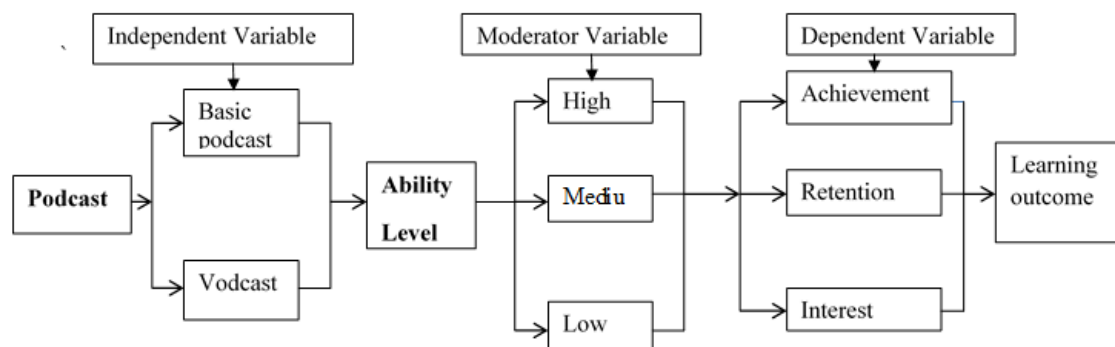 Independent Variable
Moderator Variable
Dependent Variable
Basic
podcast
High
Achievement
Podcast
Ability
Level
Mediu
Retention
Learning
outcome
Vodcast
Low
Interest